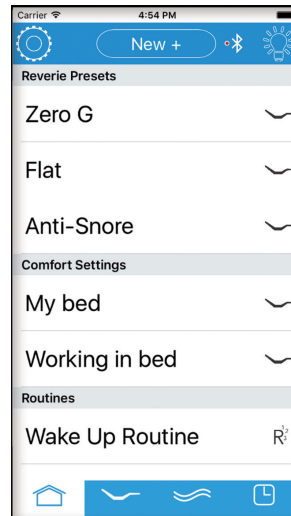 Carrier 4:54 PM
New +
Reverie Presets
Zero G
Flat
Anti-Snore
Comfort Settings
My bed
Working in bed
Routines
Wake Up Routine R